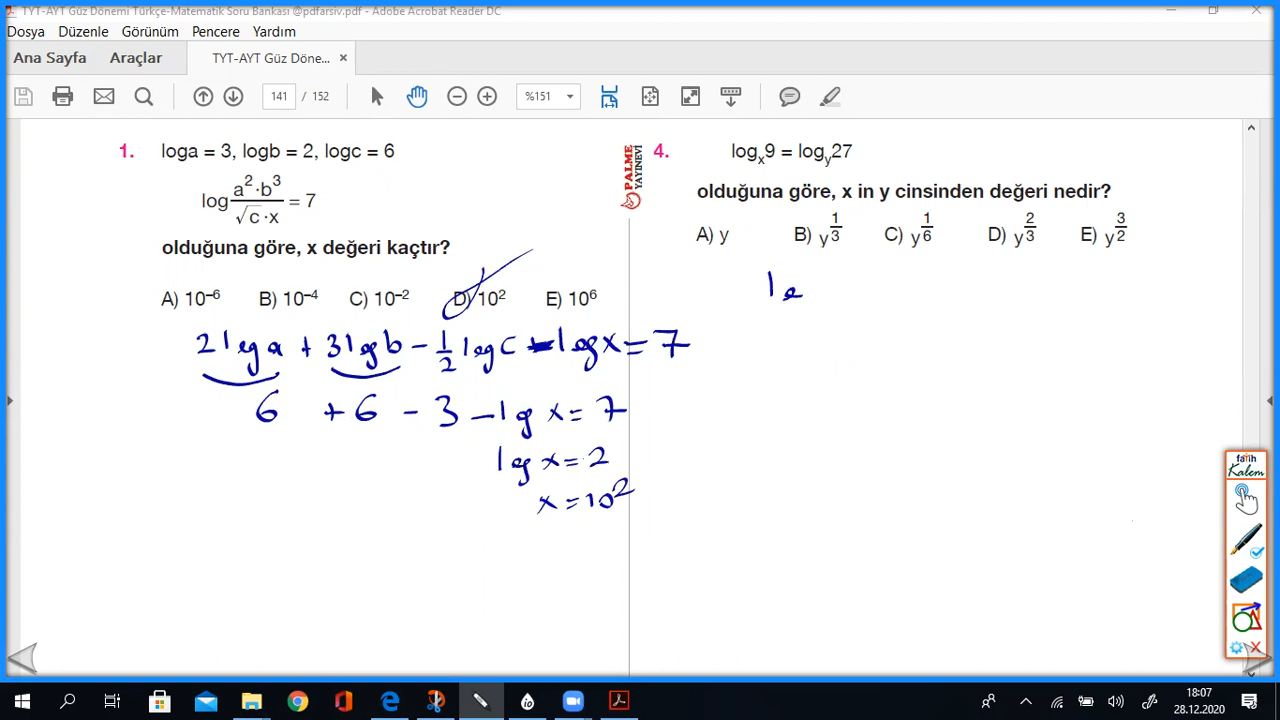 TYT-AYT Güz Dönemi Türkçe-Matematik Soru Bankası @pdfarsiv.pdf - Adobe Acrobat Reader DC
Dosya Düzenle Görünüm Pencere Yardım
Ana Sayfa Araçlar TYT-AYT Güz Döne... ×
141 / 152 %151
1. loga = 3, logb = 2, logc = 6
log a²·b³ / √c·x = 7
olduğuna göre, x değeri kaçtır?
A) 10⁻⁶ B) 10⁻⁴ C) 10⁻² D) 10² E) 10⁶
2 log a + 3 log b - 1/2 log c - log x = 7
6 + 6 - 3 - log x = 7
log x = 2
x = 10²
PALME
YAYINEVİ
4. logₓ9 = log_y27
olduğuna göre, x in y cinsinden değeri nedir?
A) y B) y^1/3 C) y^1/6 D) y^2/3 E) y^3/2
fatih
Kalem
18:07
28.12.2020